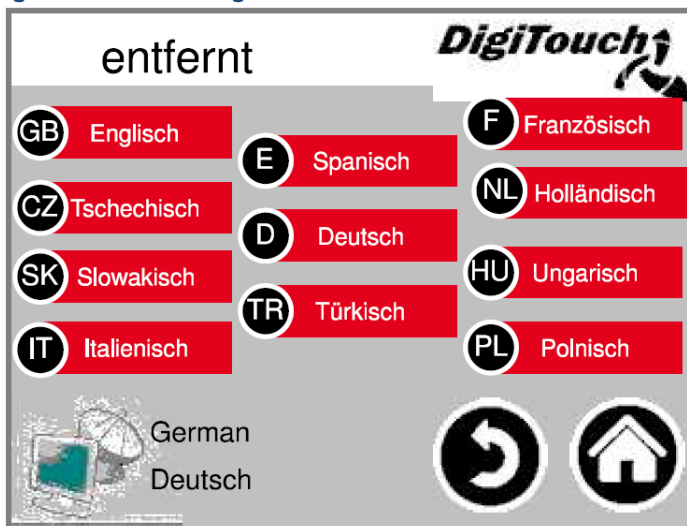 entfernt
DigiTouch
GB Englisch
CZ Tschechisch
SK Slowakisch
IT Italienisch
E Spanisch
D Deutsch
TR Türkisch
F Französisch
NL Holländisch
HU Ungarisch
PL Polnisch
German
Deutsch